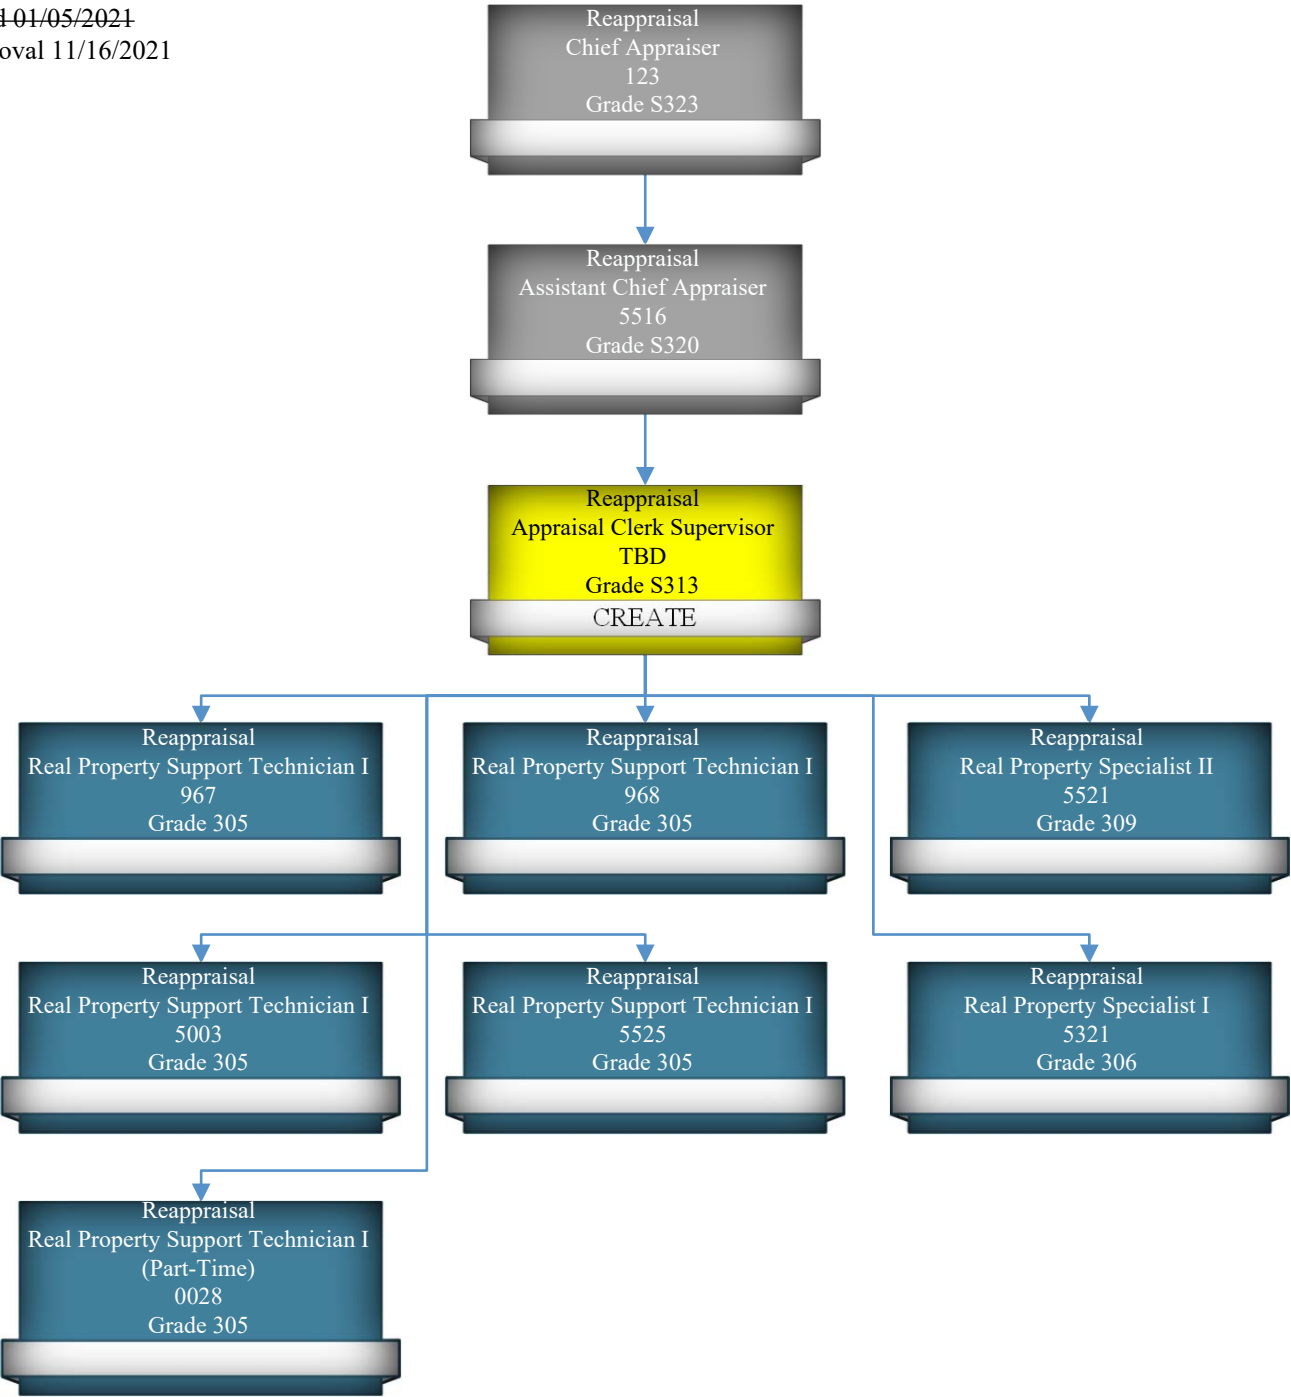 01/05/2021
11/16/2021
Reappraisal
Chief Appraiser
123
Grade S323
Reappraisal
Assistant Chief Appraiser
5516
Grade S320
Reappraisal
Appraisal Clerk Supervisor
TBD
Grade S313
CREATE
Reappraisal
Real Property Support Technician I
967
Grade 305
Reappraisal
Real Property Support Technician I
968
Grade 305
Reappraisal
Real Property Specialist II
5521
Grade 309
Reappraisal
Real Property Support Technician I
5003
Grade 305
Reappraisal
Real Property Support Technician I
5525
Grade 305
Reappraisal
Real Property Specialist I
5321
Grade 306
Reappraisal
Real Property Support Technician I
(Part-Time)
0028
Grade 305